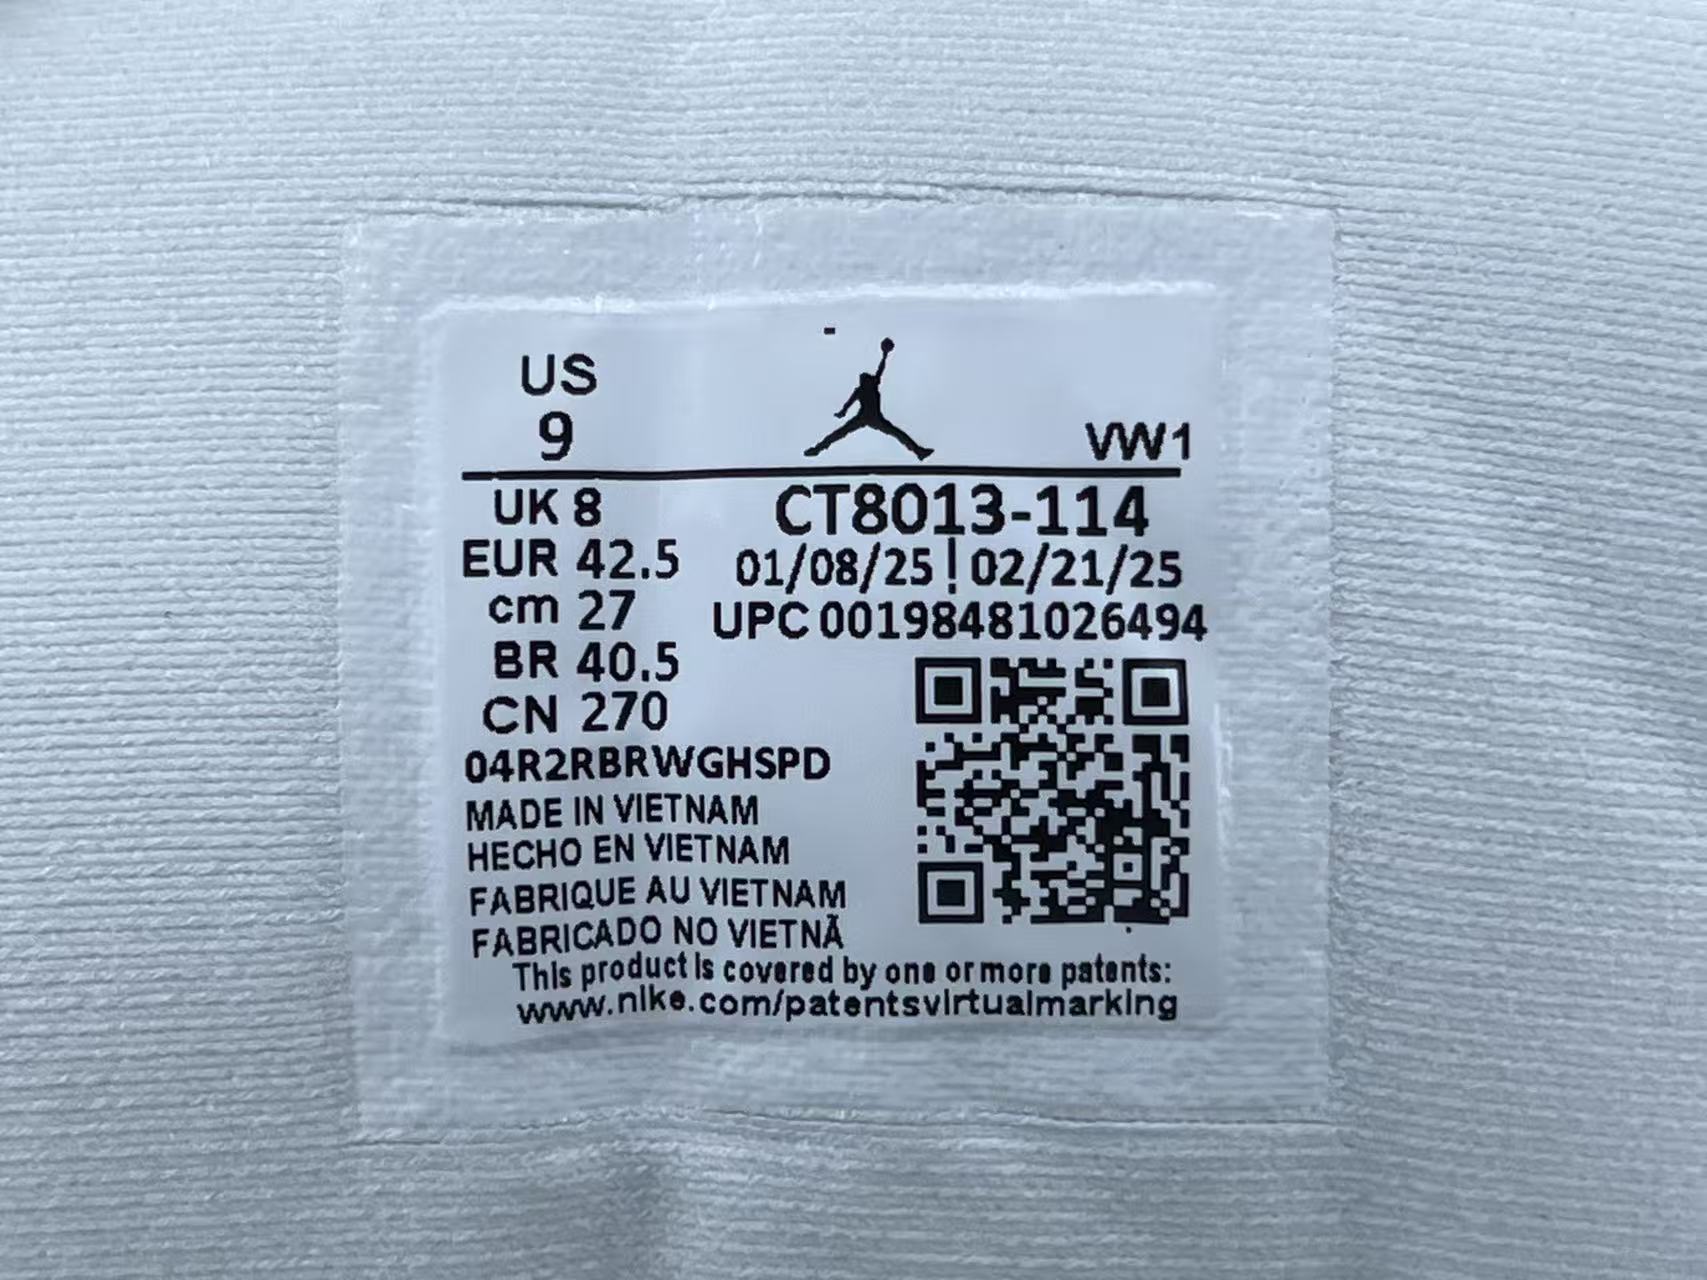 US
9
VW1
UK 8
CT8013-114
EUR 42.5
01/08/25 | 02/21/25
cm 27
UPC 00198481026494
BR 40.5
CN 270
04R2RBRWGHSPD
MADE IN VIETNAM
HECHO EN VIETNAM
FABRIQUE AU VIETNAM
FABRICADO NO VIETNÃ
This product is covered by one or more patents:
www.nike.com/patentsvirtualmarking